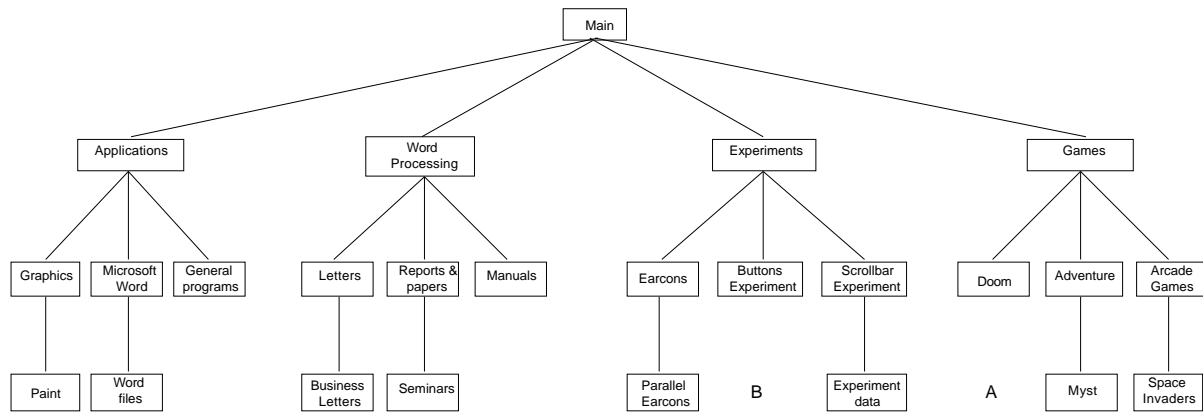 Main
Applications
Word
Processing
Experiments
Games
Graphics
Microsoft
Word
General
programs
Letters
Reports &
papers
Manuals
Earcons
Buttons
Experiment
Scrollbar
Experiment
Doom
Adventure
Arcade
Games
Paint
Word
files
Business
Letters
Seminars
Parallel
Earcons
B
Experiment
data
A
Myst
Space
Invaders